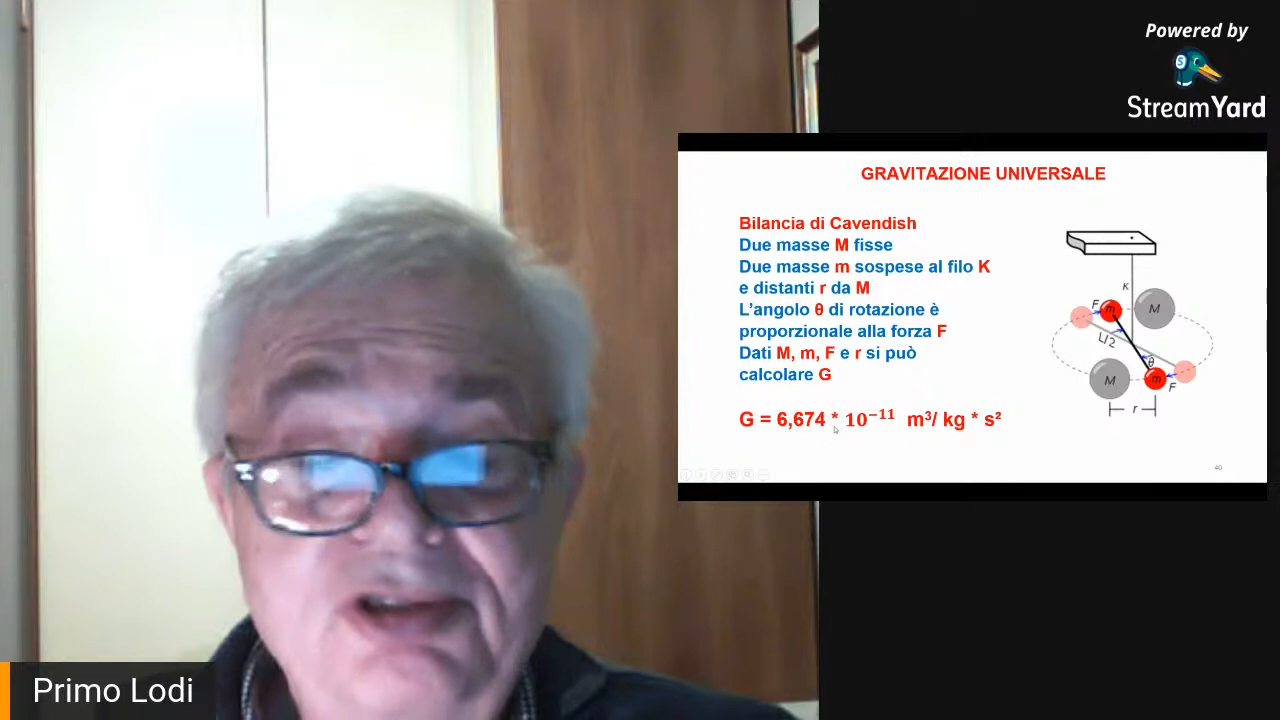 Powered by
StreamYard
GRAVITAZIONE UNIVERSALE
Bilancia di Cavendish
Due masse M fisse
Due masse m sospese al filo K
e distanti r da M
L'angolo θ di rotazione è
proporzionale alla forza F
Dati M, m, F e r si può
calcolare G
G = 6,674 * 10⁻¹¹ m³/ kg * s²
K
F
m
M
L/2
θ
M
m
F
r
40
Primo Lodi